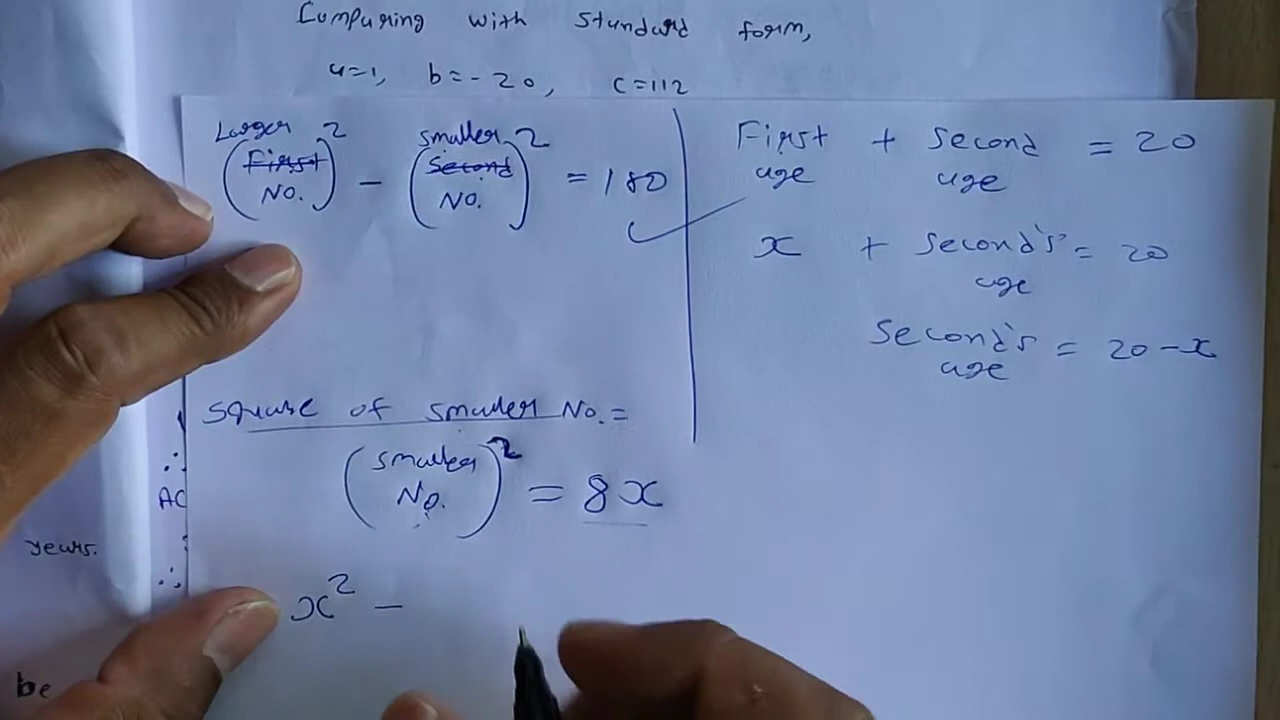 Comparing with standard form,
a=1, b=-20, c=112
Larger smaller
(First No.)² - (Second No.)² = 180
square of smaller No. =
(smaller No.)² = 8x
x² -
First age + Second age = 20
x + Second's age = 20
Second's age = 20-x
∴
AC
years.
∴
be